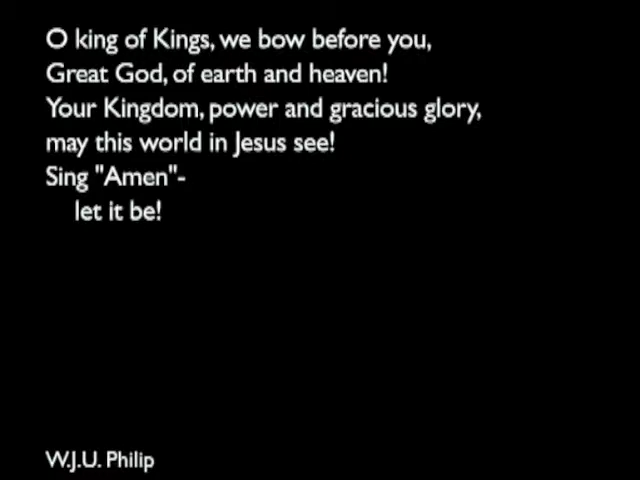 O king of Kings, we bow before you,
Great God, of earth and heaven!
Your Kingdom, power and gracious glory,
may this world in Jesus see!
Sing "Amen"-
let it be!
W.J.U. Philip